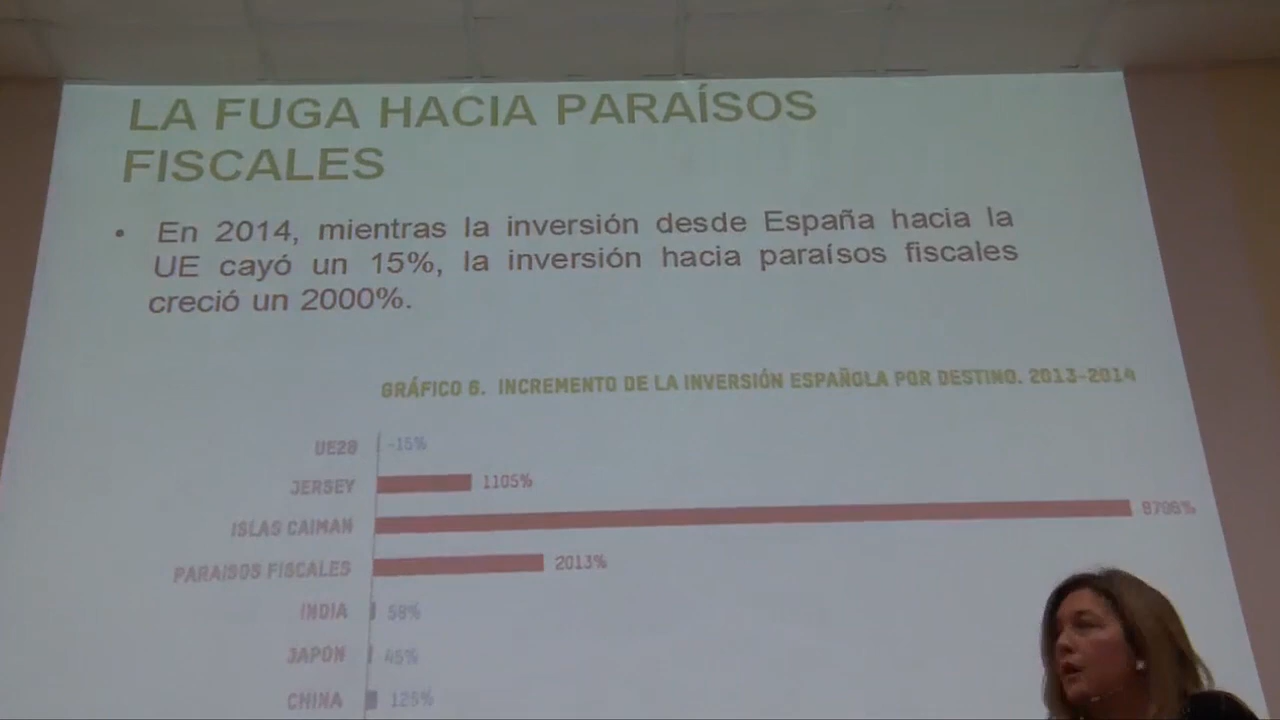 LA FUGA HACIA PARAÍSOS
FISCALES
• En 2014, mientras la inversión desde España hacia la
UE cayó un 15%, la inversión hacia paraísos fiscales
creció un 2000%.
GRÁFICO 6. INCREMENTO DE LA INVERSIÓN ESPAÑOLA POR DESTINO. 2013-2014
UE28 -15%
JERSEY 1105%
ISLAS CAIMAN
PARAISOS FISCALES 2013%
INDIA 58%
JAPON 45%
CHINA 125%